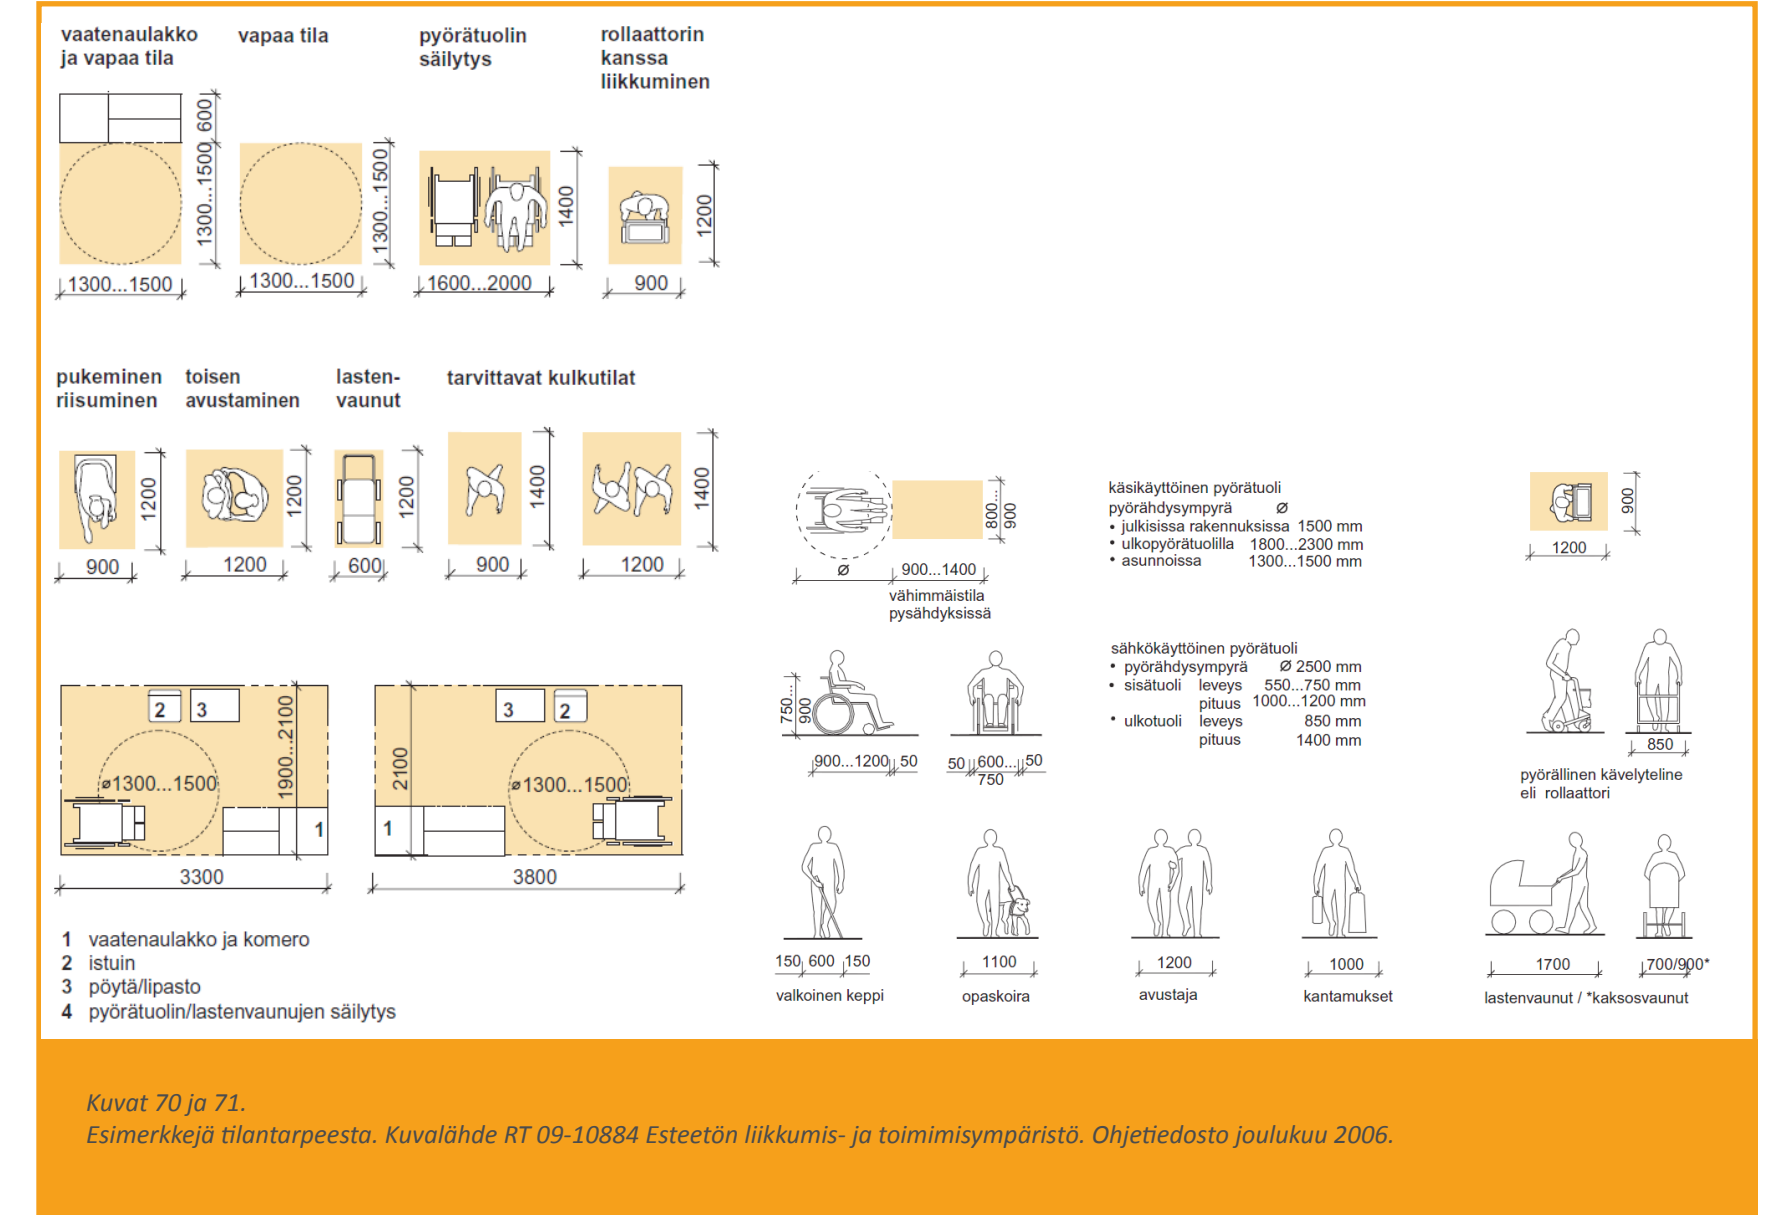 vaatenaulakko
ja vapaa tila
vapaa tila
pyörätuolin
säilytys
rollaattorin
kanssa
liikkuminen
600
1300...1500
1300...1500
1300...1500
1300...1500
1400
1600...2000
1200
900
pukeminen
riisuminen
toisen
avustaminen
lasten-
vaunut
tarvittavat kulkutilat
1200
900
1200
1200
1200
600
1400
900
1400
1200
2
3
1900...2100
ø1300...1500
1
3300
3
2
2100
ø1300...1500
1
3800
1 vaatenaulakko ja komero
2 istuin
3 pöytä/lipasto
4 pyörätuolin/lastenvaunujen säilytys
800...
900
Ø
900...1400
vähimmäistila
pysähdyksissä
käsikäyttöinen pyörätuoli
pyörähdysympyrä Ø
• julkisissa rakennuksissa 1500 mm
• ulkopyörätuolilla 1800...2300 mm
• asunnoissa 1300...1500 mm
900
1200
750...
900
900...1200 50
50 600... 50
750
sähkökäyttöinen pyörätuoli
• pyörähdysympyrä Ø 2500 mm
• sisätuoli leveys 550...750 mm
pituus 1000...1200 mm
• ulkotuoli leveys 850 mm
pituus 1400 mm
850
pyörällinen kävelyteline
eli rollaattori
150 600 150
valkoinen keppi
1100
opaskoira
1200
avustaja
1000
kantamukset
1700
700/900*
lastenvaunut / *kaksosvaunut
Kuvat 70 ja 71.
Esimerkkejä tilantarpeesta. Kuvalähde RT 09-10884 Esteetön liikkumis- ja toimimisympäristö. Ohjetiedosto joulukuu 2006.